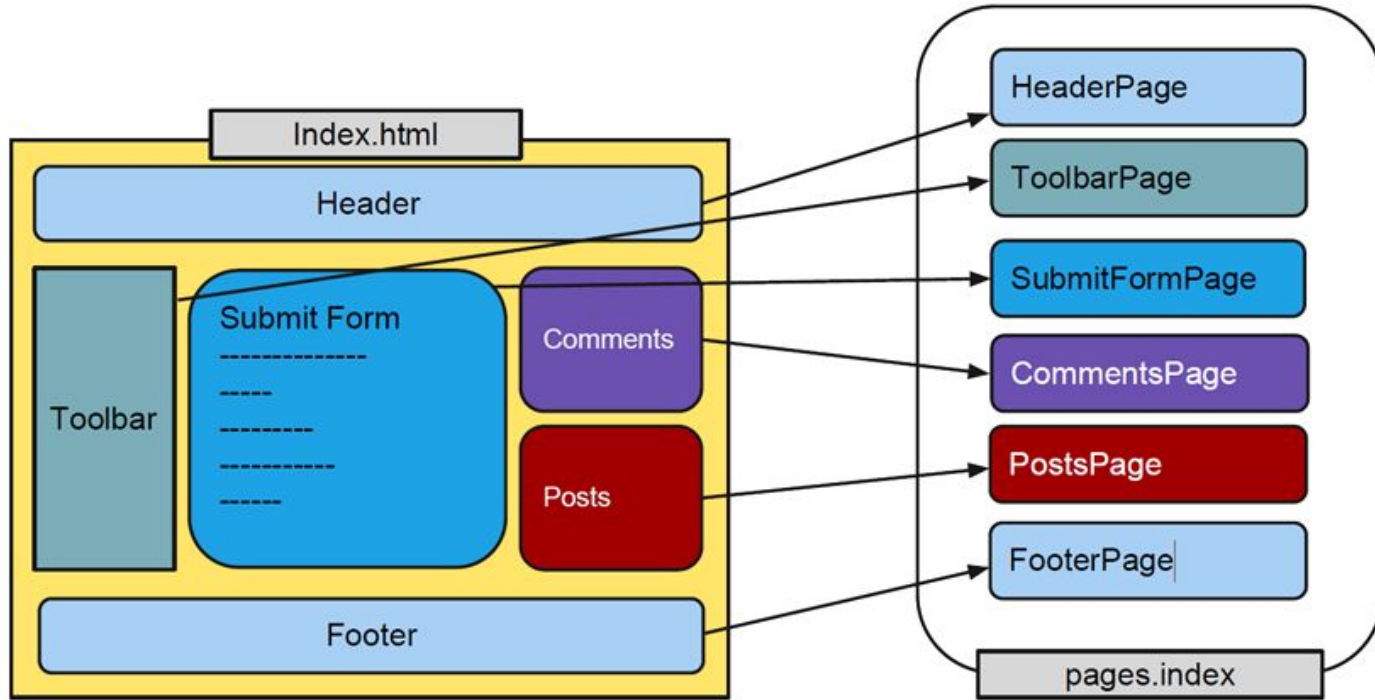 Index.html
Header
Toolbar
Submit Form
--------------
-----
---------
-----------
------
Comments
Posts
Footer
HeaderPage
ToolbarPage
SubmitFormPage
CommentsPage
PostsPage
FooterPage
pages.index